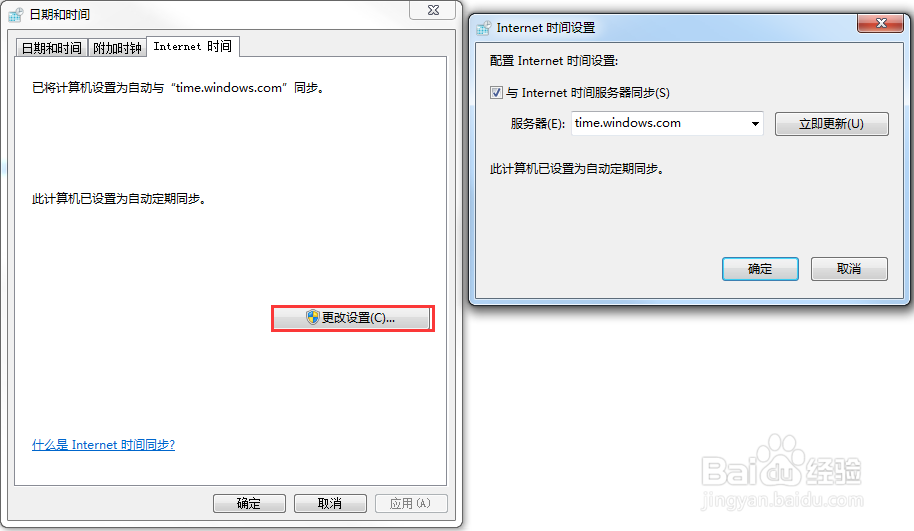 日期和时间
日期和时间 附加时钟 Internet 时间
已将计算机设置为自动与“time.windows.com”同步。
此计算机已设置为自动定期同步。
更改设置(C)...
什么是 Internet 时间同步?
确定 取消 应用(A)
Internet 时间设置
配置 Internet 时间设置:
与 Internet 时间服务器同步(S)
服务器(E): time.windows.com 立即更新(U)
此计算机已设置为自动定期同步。
确定 取消
Baidu经验
jingyan.baidu.com